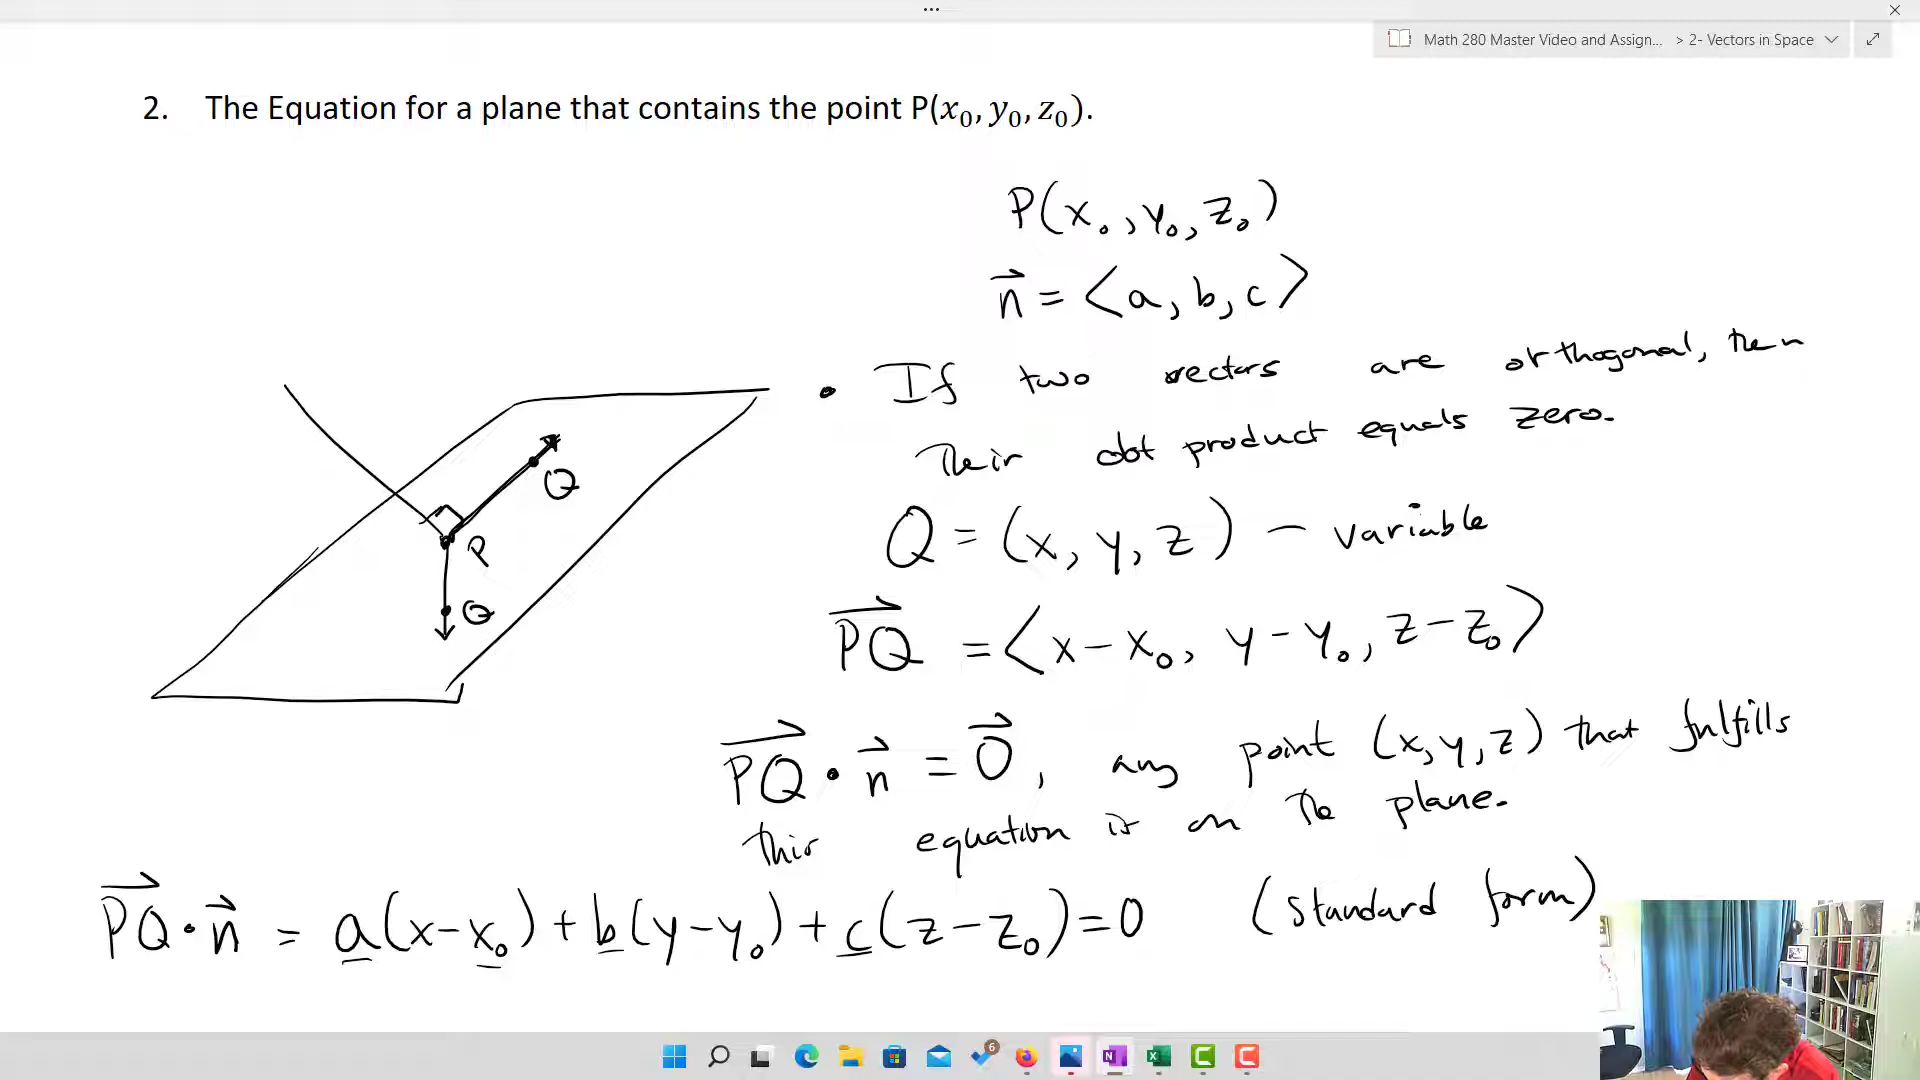 Math 280 Master Video and Assign... > 2- Vectors in Space
2. The Equation for a plane that contains the point P(x₀, y₀, z₀).
P(x₀, y₀, z₀)
n⃗ = ⟨a, b, c⟩
• If two vectors are orthogonal, then
their dot product equals zero.
Q = (x, y, z) – variable
PQ⃗ = ⟨x – x₀, y – y₀, z – z₀⟩
PQ⃗ • n⃗ = 0⃗, any point (x, y, z) that fulfills
this equation is on the plane.
PQ⃗ • n⃗ = a(x – x₀) + b(y – y₀) + c(z – z₀) = 0 (standard form)
Q
P
Q
6